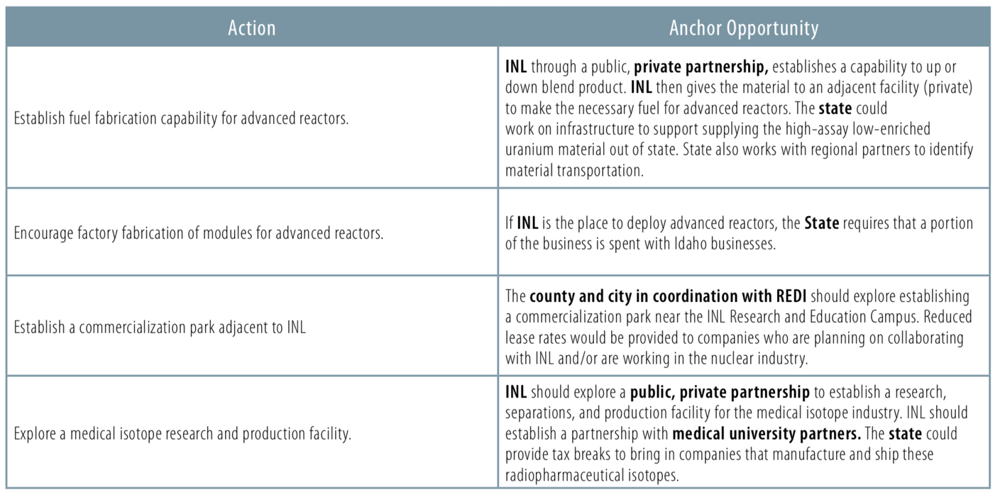 Action
Anchor Opportunity
Establish fuel fabrication capability for advanced reactors.
INL through a public, private partnership, establishes a capability to up or
down blend product. INL then gives the material to an adjacent facility (private)
to make the necessary fuel for advanced reactors. The state could
work on infrastructure to support supplying the high-assay low-enriched
uranium material out of state. State also works with regional partners to identify
material transportation.
Encourage factory fabrication of modules for advanced reactors.
If INL is the place to deploy advanced reactors, the State requires that a portion
of the business is spent with Idaho businesses.
Establish a commercialization park adjacent to INL
The county and city in coordination with REDI should explore establishing
a commercialization park near the INL Research and Education Campus. Reduced
lease rates would be provided to companies who are planning on collaborating
with INL and/or are working in the nuclear industry.
Explore a medical isotope research and production facility.
INL should explore a public, private partnership to establish a research,
separations, and production facility for the medical isotope industry. INL should
establish a partnership with medical university partners. The state could
provide tax breaks to bring in companies that manufacture and ship these
radiopharmaceutical isotopes.